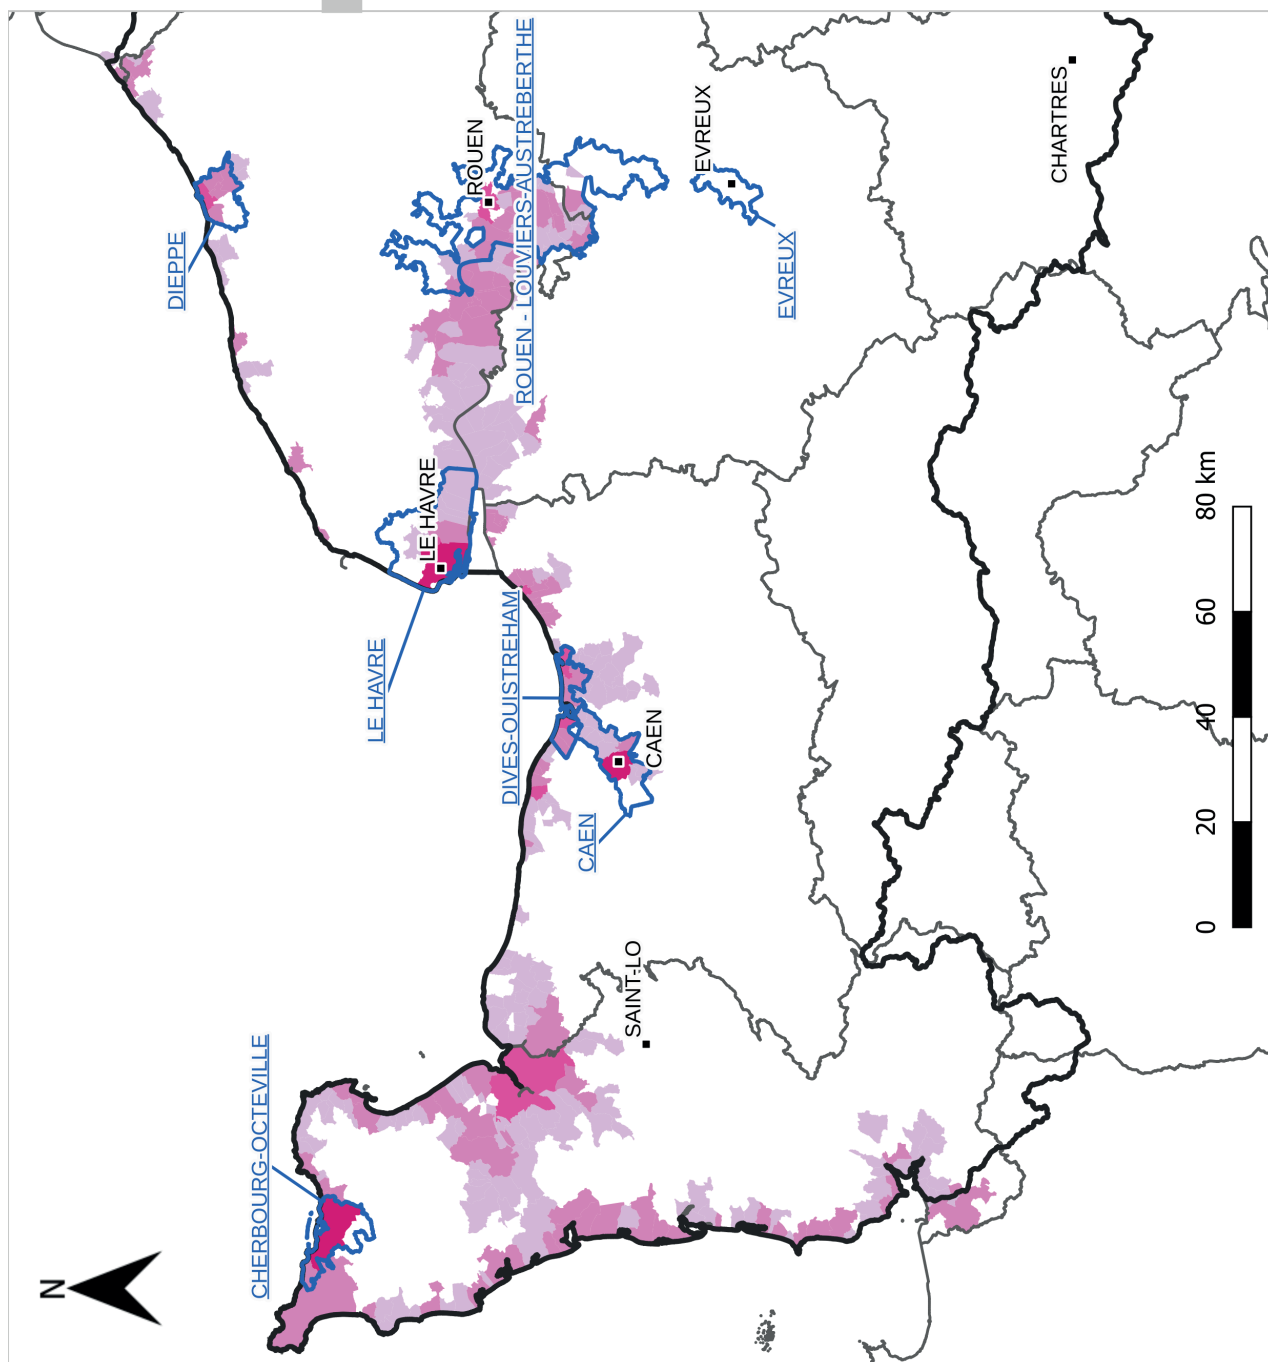 N
CHERBOURG-OCTEVILLE
DIEPPE
LE HAVRE
LE HAVRE
ROUEN
ROUEN - LOUVIERS-AUSTREBERTHE
DIVES-OUISTREHAM
CAEN
CAEN
SAINT-LO
EVREUX
EVREUX
CHARTRES
0 20 40 60 80 km